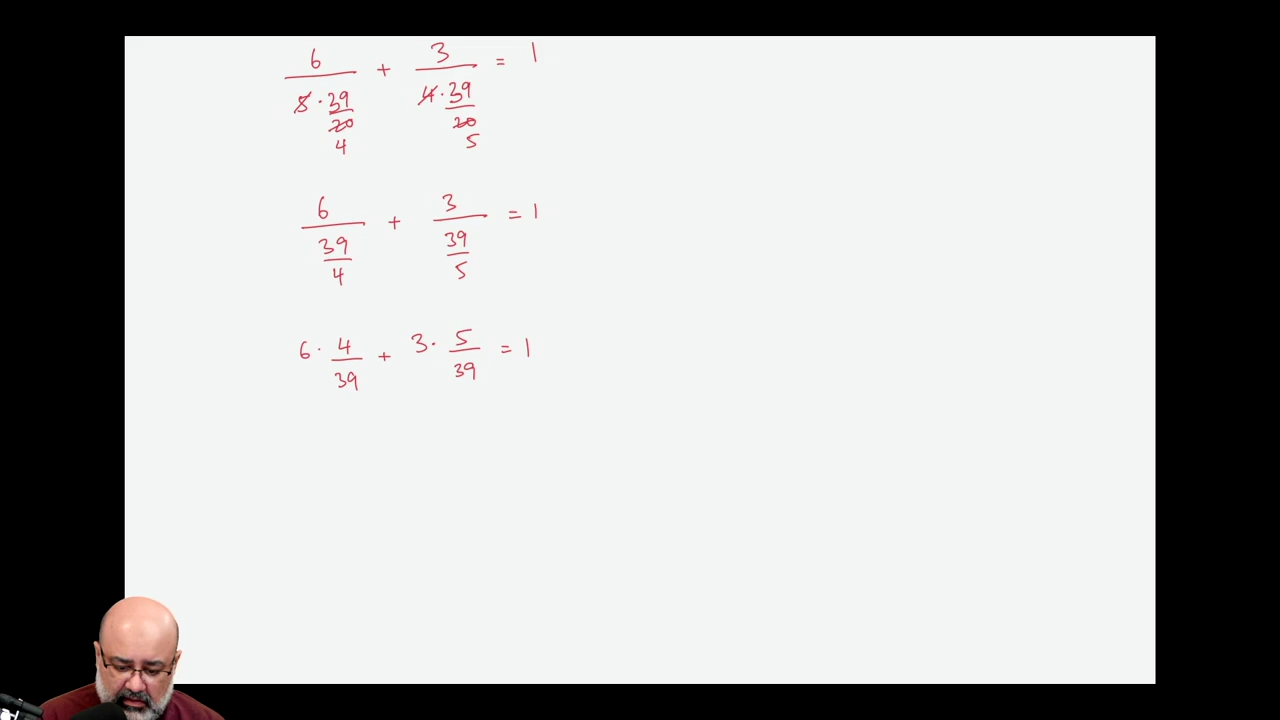 6/(5 · 39/20) + 3/(4 · 39/20) = 1
4 5
6/(39/4) + 3/(39/5) = 1
6 · 4/39 + 3 · 5/39 = 1